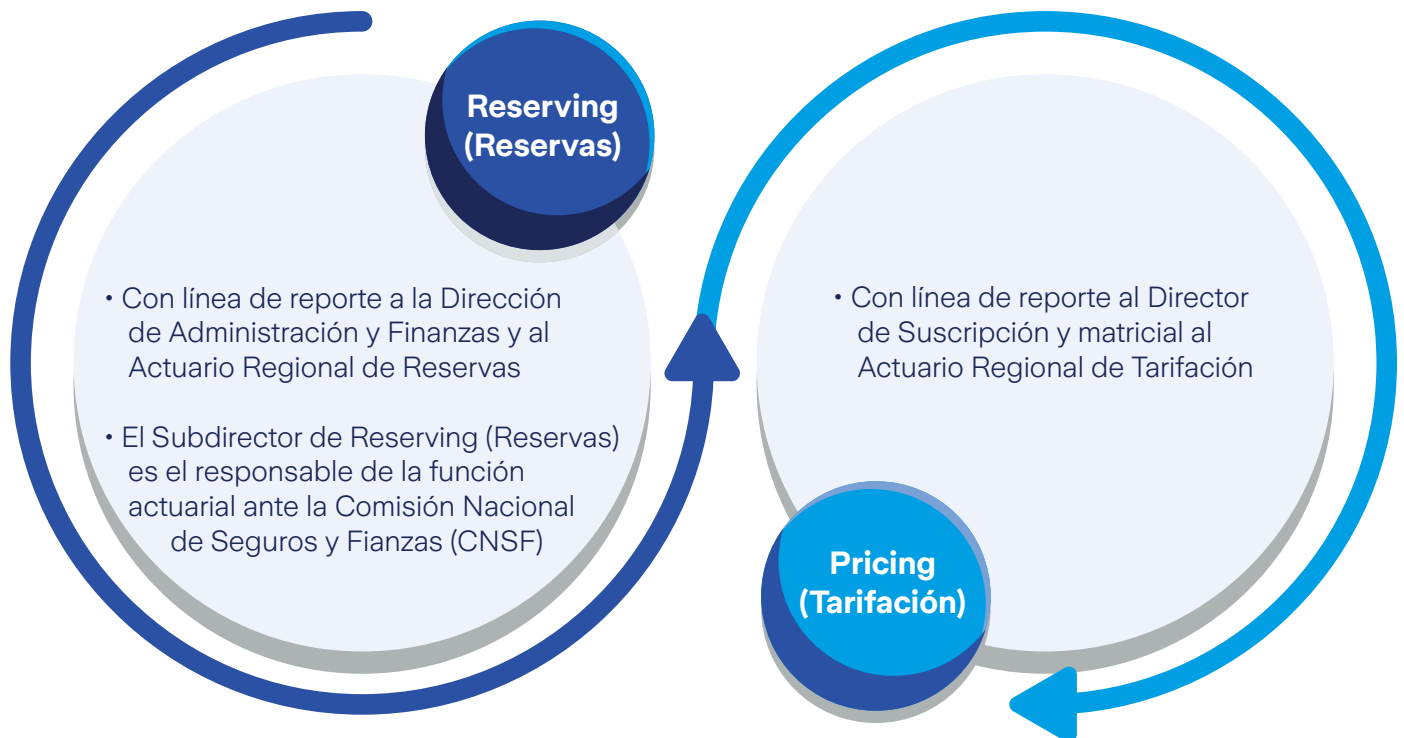 Reserving
(Reservas)
• Con línea de reporte a la Dirección
de Administración y Finanzas y al
Actuario Regional de Reservas
• El Subdirector de Reserving (Reservas)
es el responsable de la función
actuarial ante la Comisión Nacional
de Seguros y Fianzas (CNSF)
• Con línea de reporte al Director
de Suscripción y matricial al
Actuario Regional de Tarifación
Pricing
(Tarifación)